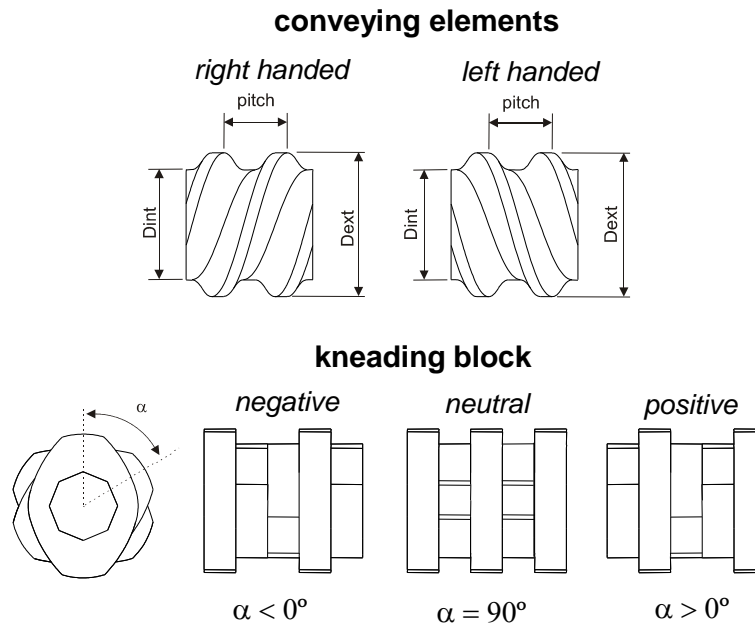 conveying elements
right handed
left handed
pitch
pitch
Dint
Dext
Dint
Dext
kneading block
α
negative
neutral
positive
α < 0º
α = 90º
α > 0º